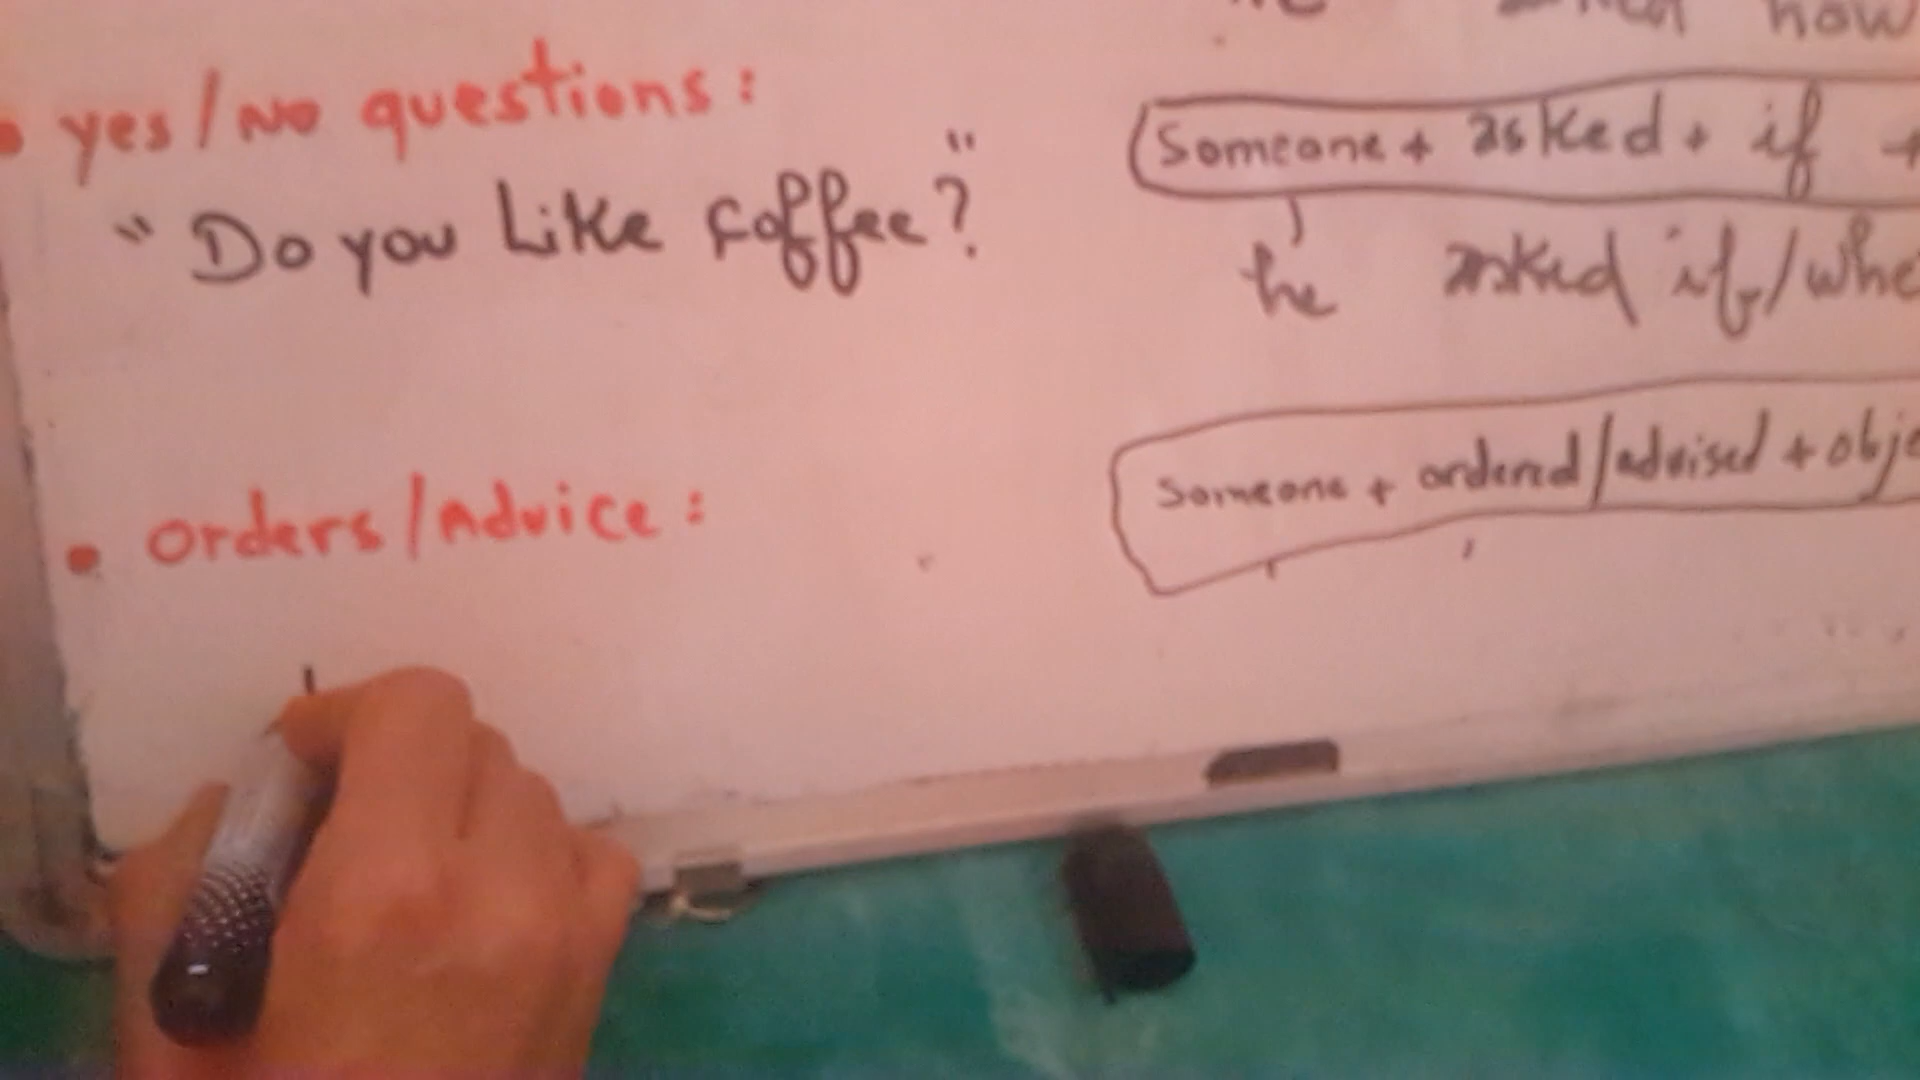 how
• yes/No questions:
Someone + asked + if +
"Do you Like Coffee?"
he asked if/whe
• orders/Advice:
Someone + ordered/advised + obje